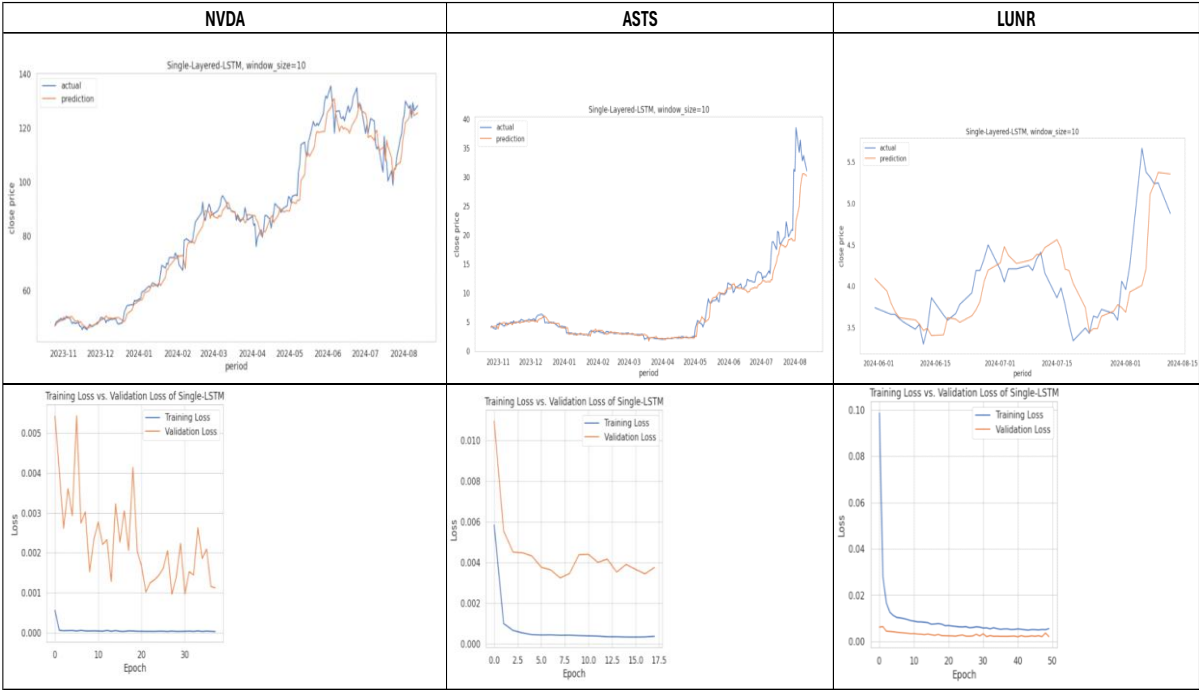 NVDA
ASTS
LUNR
Single-Layered-LSTM, window_size=10
actual
prediction
140
120
100
80
60
close price
2023-11 2023-12 2024-01 2024-02 2024-03 2024-04 2024-05 2024-06 2024-07 2024-08
period
Single-Layered-LSTM, window_size=10
actual
prediction
40
35
30
25
20
15
10
5
0
close price
2023-11 2023-12 2024-01 2024-02 2024-03 2024-04 2024-05 2024-06 2024-07 2024-08
period
Single-Layered-LSTM, window_size=10
actual
prediction
5.5
5.0
4.5
4.0
3.5
close price
2024-06-01 2024-06-15 2024-07-01 2024-07-15 2024-08-01 2024-08-15
period
Training Loss vs. Validation Loss of Single-LSTM
Training Loss
Validation Loss
0.005
0.004
0.003
0.002
0.001
0.000
Loss
0 10 20 30
Epoch
Training Loss vs. Validation Loss of Single-LSTM
Training Loss
Validation Loss
0.010
0.008
0.006
0.004
0.002
0.000
Loss
0.0 2.5 5.0 7.5 10.0 12.5 15.0 17.5
Epoch
Training Loss vs. Validation Loss of Single-LSTM
Training Loss
Validation Loss
0.10
0.08
0.06
0.04
0.02
0.00
Loss
0 10 20 30 40 50
Epoch